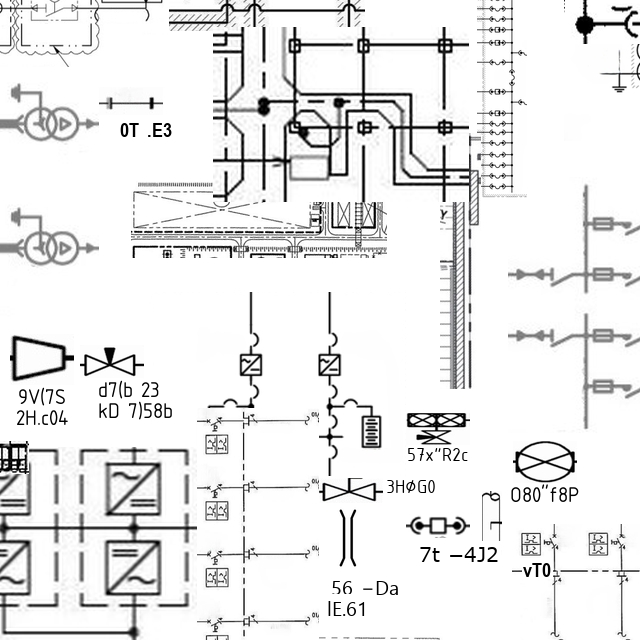 0T .E3
9V(7S
2H.c04
d7(b 23
kD 7)58b
57x"R2c
O80"f8P
3HØG0
7t -4J2
-vT0
56 -Da
IE.61